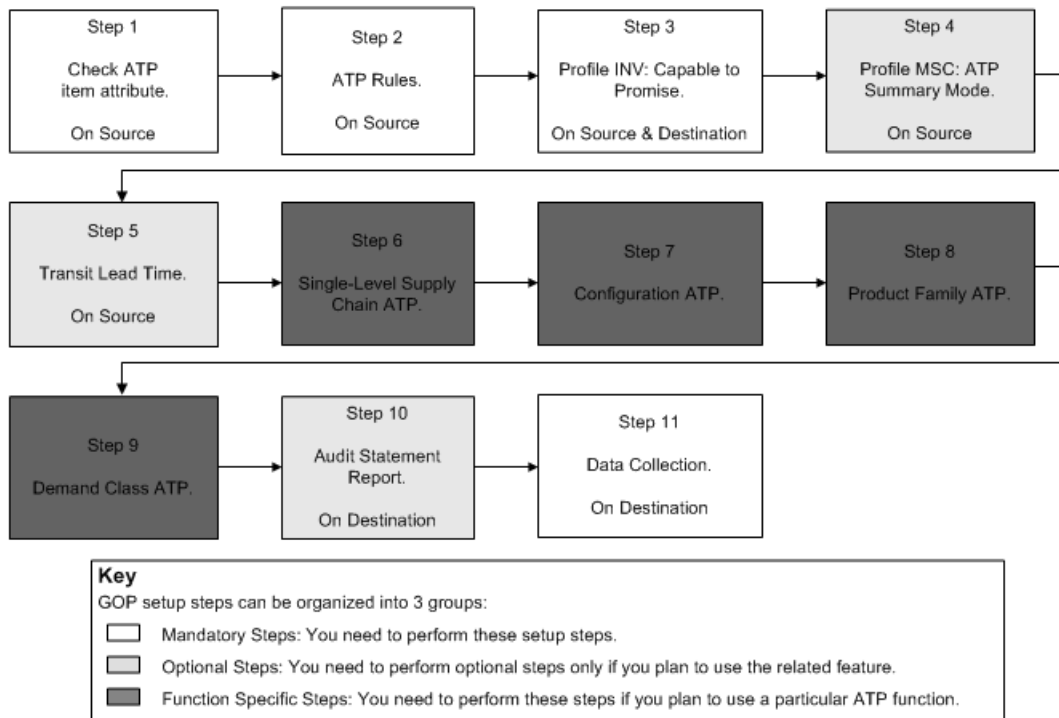 Step 1
Check ATP
item attribute.
On Source
Step 2
ATP Rules.
On Source
Step 3
Profile INV: Capable to
Promise.
On Source & Destination
Step 4
Profile MSC: ATP
Summary Mode.
On Source
Step 5
Transit Lead Time.
On Source
Step 6
Single-Level Supply
Chain ATP.
Step 7
Configuration ATP.
Step 8
Product Family ATP.
Step 9
Demand Class ATP.
Step 10
Audit Statement
Report.
On Destination
Step 11
Data Collection.
On Destination
Key
GOP setup steps can be organized into 3 groups:
Mandatory Steps: You need to perform these setup steps.
Optional Steps: You need to perform optional steps only if you plan to use the related feature.
Function Specific Steps: You need to perform these steps if you plan to use a particular ATP function.